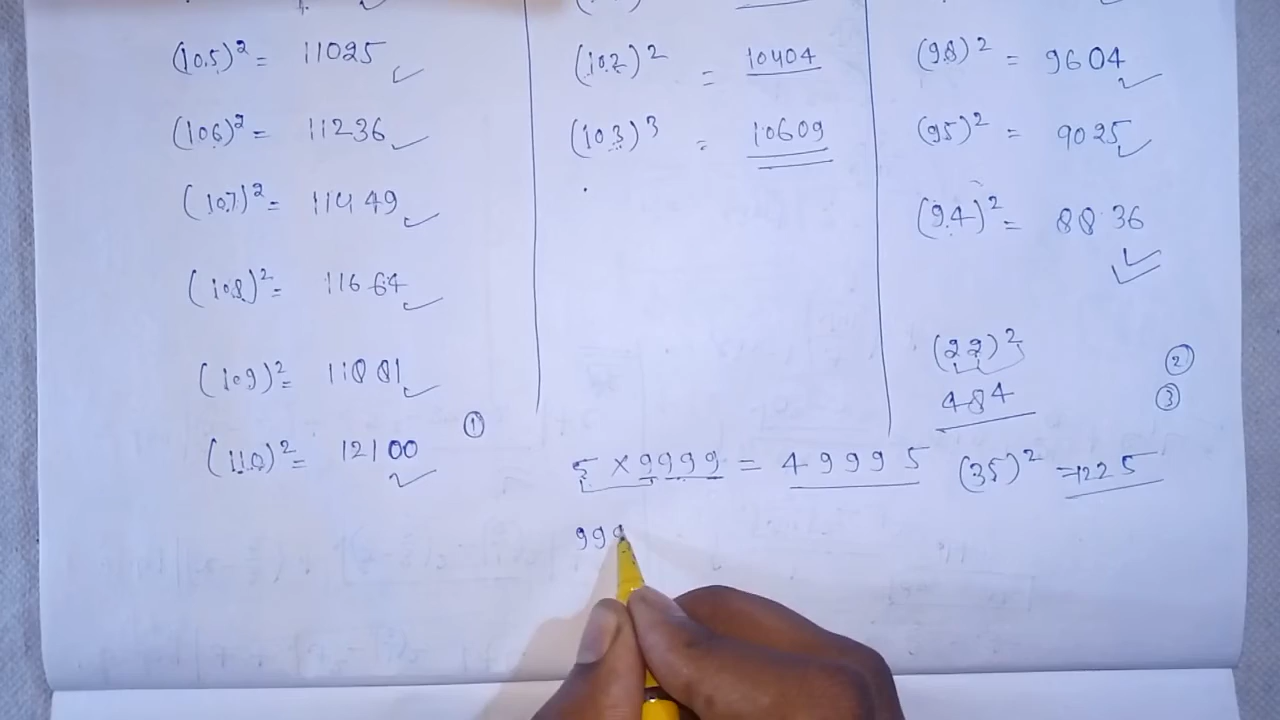 (105)² = 11025
(106)² = 11236
(107)² = 11449
(108)² = 11664
(109)² = 11881
(110)² = 12100
①
(102)² = 10404
(103)³ = 10609
(98)² = 9604
(95)² = 9025
(94)² = 8836
(22)²
484
②
③
5 × 9999 = 49995
(35)² = 1225
999